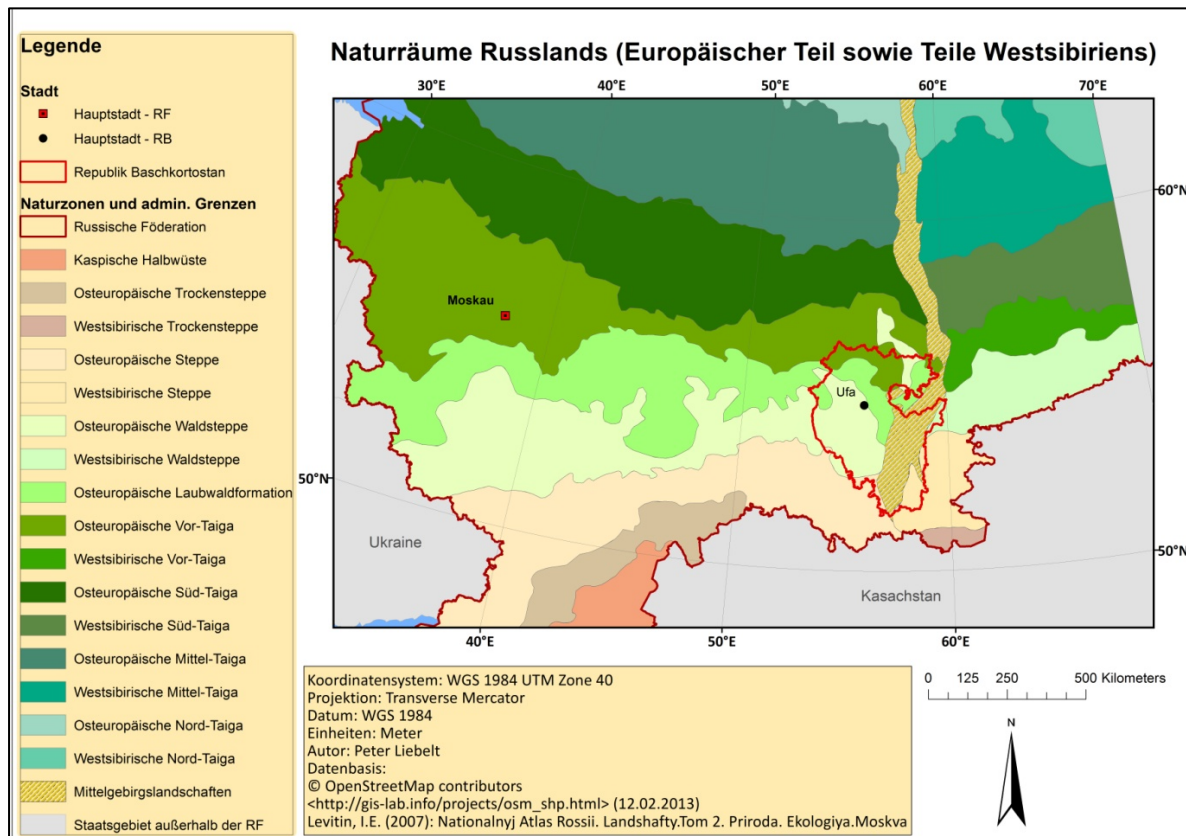 Legende
Stadt
Hauptstadt - RF
Hauptstadt - RB
Republik Baschkortostan
Naturzonen und admin. Grenzen
Russische Föderation
Kaspische Halbwüste
Osteuropäische Trockensteppe
Westsibirische Trockensteppe
Osteuropäische Steppe
Westsibirische Steppe
Osteuropäische Waldsteppe
Westsibirische Waldsteppe
Osteuropäische Laubwaldformation
Osteuropäische Vor-Taiga
Westsibirische Vor-Taiga
Osteuropäische Süd-Taiga
Westsibirische Süd-Taiga
Osteuropäische Mittel-Taiga
Westsibirische Mittel-Taiga
Osteuropäische Nord-Taiga
Westsibirische Nord-Taiga
Mittelgebirgslandschaften
Staatsgebiet außerhalb der RF
Naturräume Russlands (Europäischer Teil sowie Teile Westsibiriens)
30°E 40°E 50°E 60°E 70°E
60°N
Moskau
Ufa
50°N
50°N
Ukraine
Kasachstan
40°E 50°E 60°E
Koordinatensystem: WGS 1984 UTM Zone 40
Projektion: Transverse Mercator
Datum: WGS 1984
Einheiten: Meter
Autor: Peter Liebelt
Datenbasis:
© OpenStreetMap contributors
<http://gis-lab.info/projects/osm_shp.html> (12.02.2013)
Levitin, I.E. (2007): Nationalnyj Atlas Rossii. Landshafty.Tom 2. Priroda. Ekologiya.Moskva
0 125 250 500 Kilometers
N